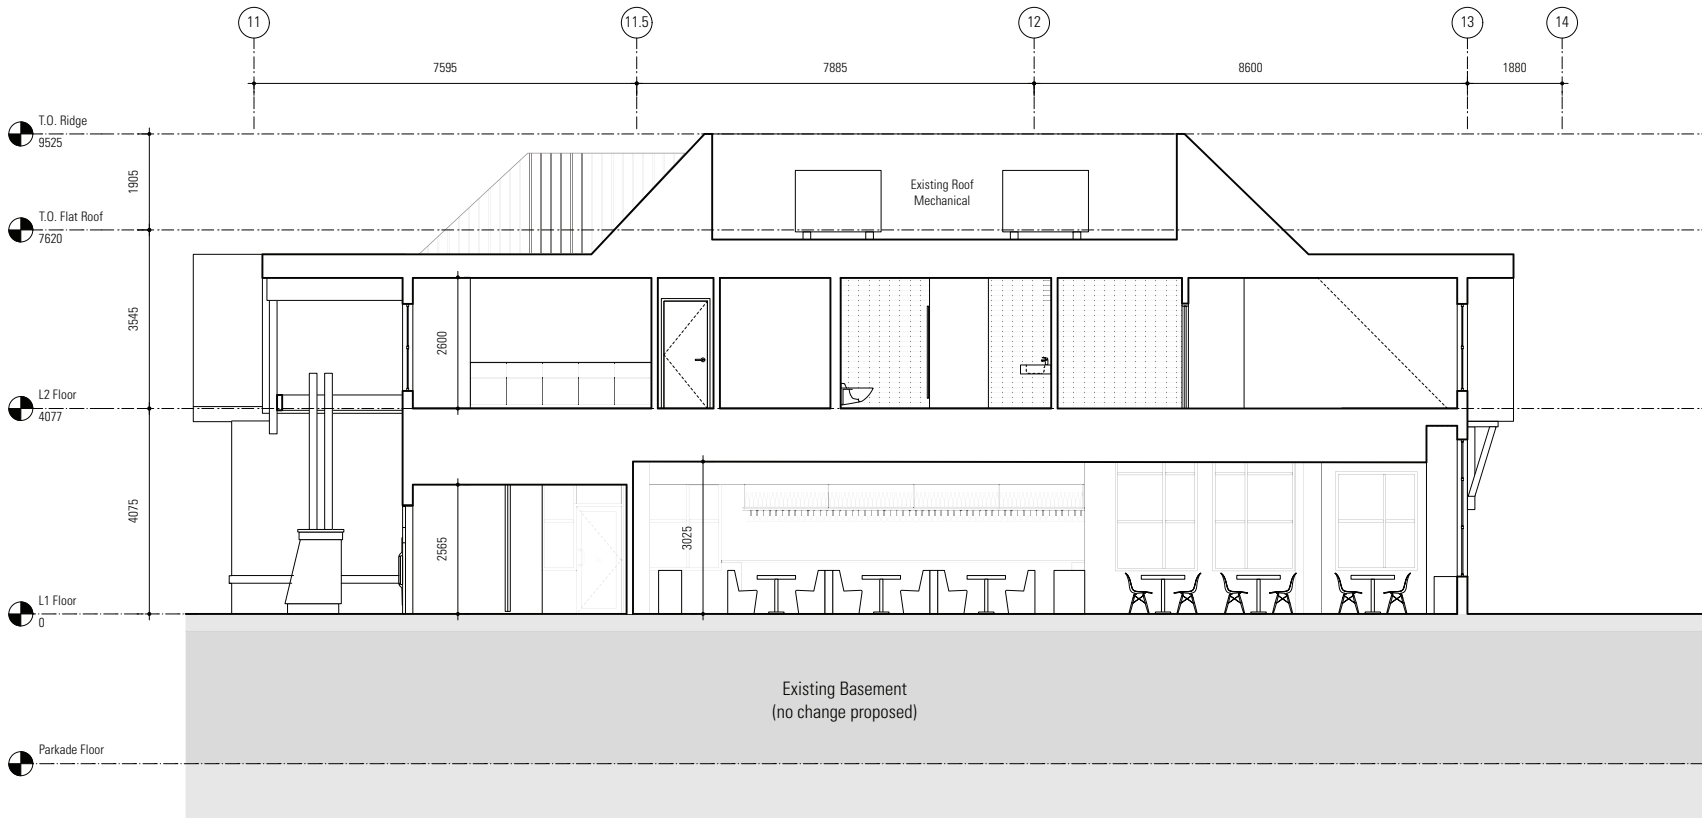 11
11.5
12
13
14
7595
7885
8600
1880
T.O. Ridge
9525
1905
T.O. Flat Roof
7620
Existing Roof
Mechanical
3545
2600
L2 Floor
4077
4075
2565
3025
L1 Floor
0
Existing Basement
(no change proposed)
Parkade Floor